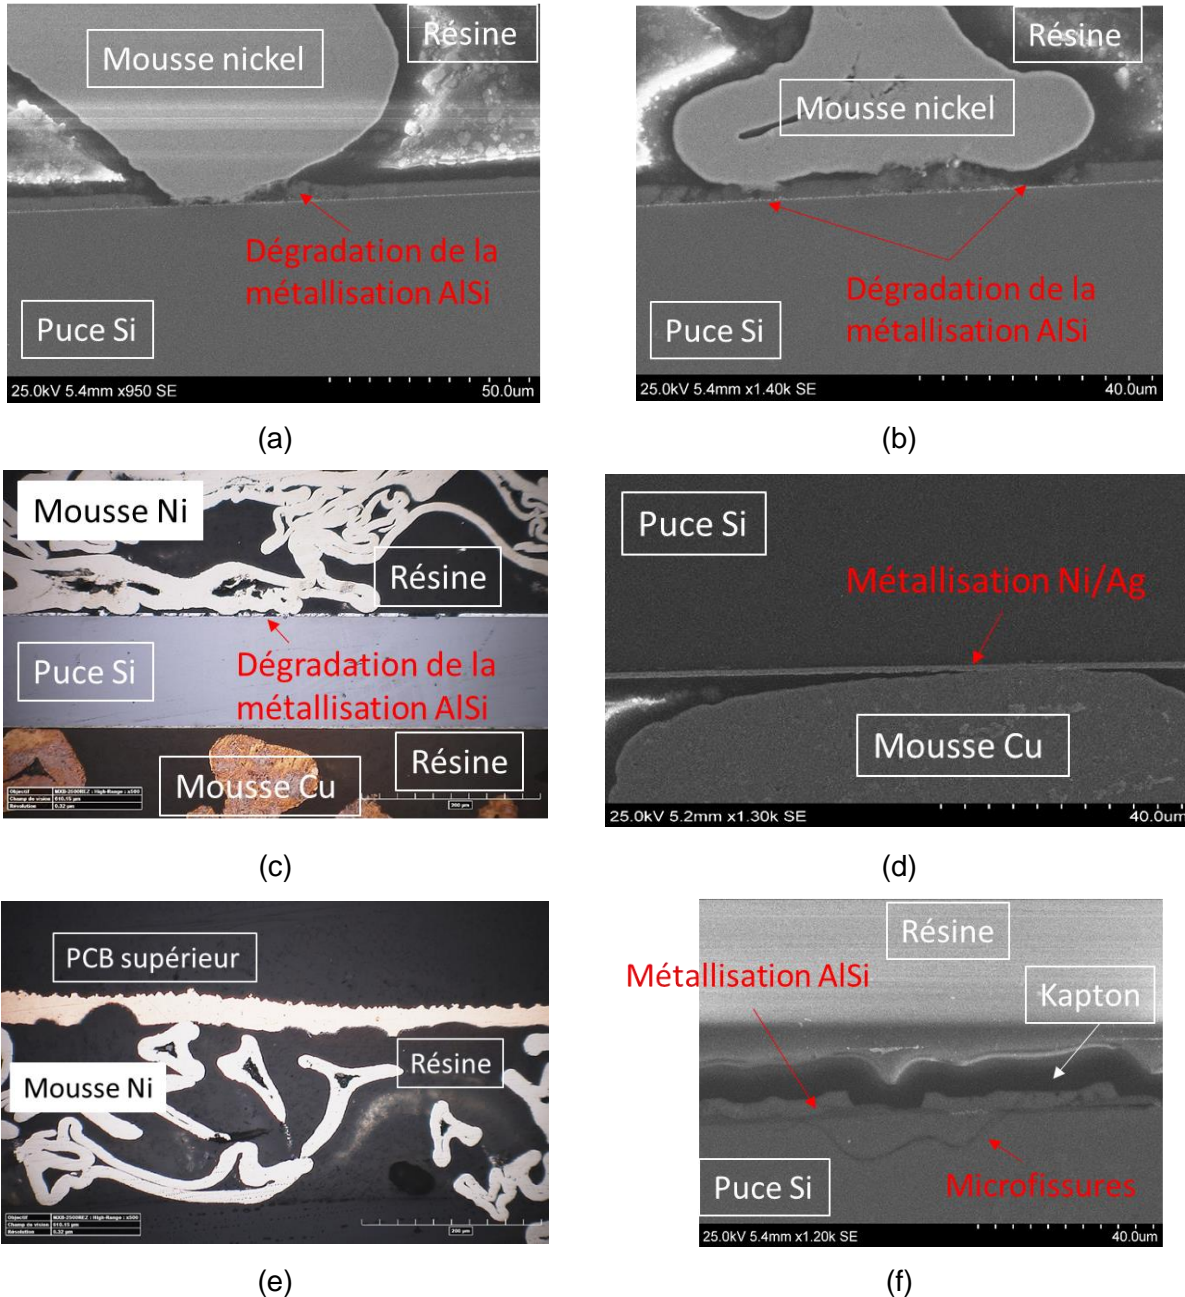 Mousse nickel
Résine
Dégradation de la
métallisation AlSi
Puce Si
25.0kV 5.4mm x950 SE
50.0um
(a)
Résine
Mousse nickel
Dégradation de la
métallisation AlSi
Puce Si
25.0kV 5.4mm x1.40k SE
40.0um
(b)
Mousse Ni
Résine
Puce Si
Dégradation de la
métallisation AlSi
Résine
Mousse Cu
(c)
Puce Si
Métallisation Ni/Ag
Mousse Cu
25.0kV 5.2mm x1.30k SE
40.0um
(d)
PCB supérieur
Résine
Mousse Ni
(e)
Résine
Métallisation AlSi
Kapton
Puce Si
Microfissures
25.0kV 5.4mm x1.20k SE
40.0um
(f)